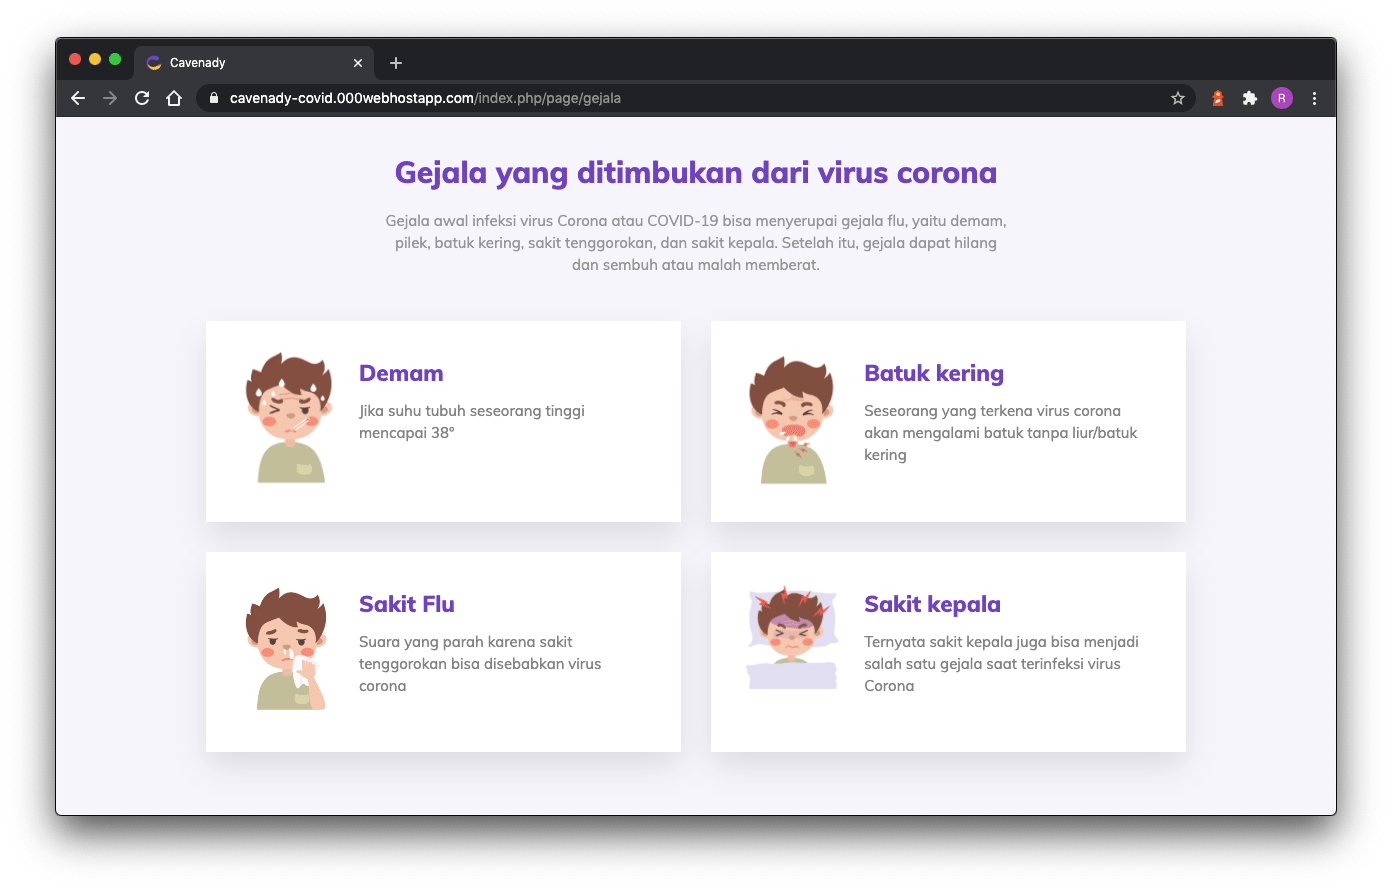 Cavenady
cavenady-covid.000webhostapp.com/index.php/page/gejala
R
Gejala yang ditimbukan dari virus corona
Gejala awal infeksi virus Corona atau COVID-19 bisa menyerupai gejala flu, yaitu demam,
pilek, batuk kering, sakit tenggorokan, dan sakit kepala. Setelah itu, gejala dapat hilang
dan sembuh atau malah memberat.
Demam
Jika suhu tubuh seseorang tinggi
mencapai 38°
Batuk kering
Seseorang yang terkena virus corona
akan mengalami batuk tanpa liur/batuk
kering
Sakit Flu
Suara yang parah karena sakit
tenggorokan bisa disebabkan virus
corona
Sakit kepala
Ternyata sakit kepala juga bisa menjadi
salah satu gejala saat terinfeksi virus
Corona